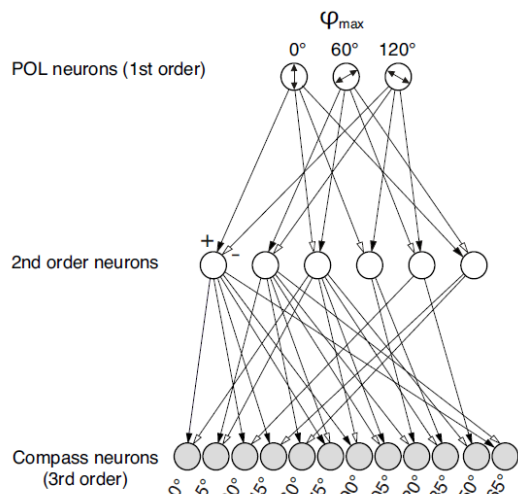 φmax
0° 60° 120°
POL neurons (1st order)
+
-
2nd order neurons
Compass neurons
(3rd order)